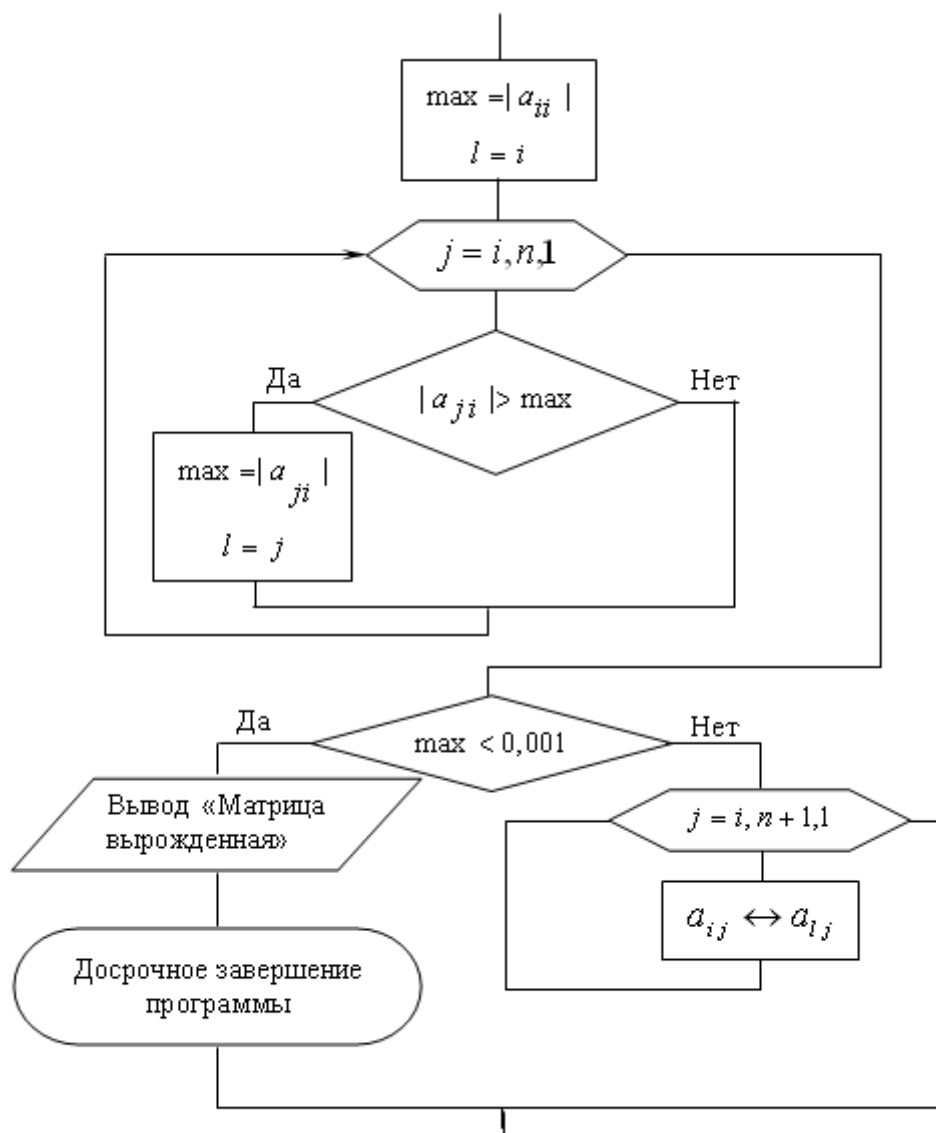 max =| a_ii |
l = i
j = i, n,1
Да
Нет
| a_ji |> max
max =| a_ji |
l = j
Да
Нет
max < 0,001
Вывод «Матрица
вырожденная»
j = i, n + 1,1
a_ij ↔ a_lj
Досрочное завершение
программы